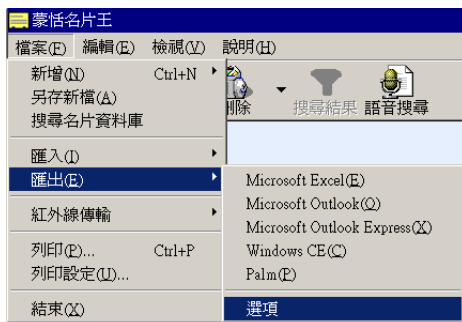 蒙恬名片王
檔案(F) 編輯(E) 檢視(V) 說明(H)
新增(N) Ctrl+N
另存新檔(A)
搜尋名片資料庫
刪除 搜尋結果 語音搜尋
匯入(I)
匯出(E)
Microsoft Excel(E)
Microsoft Outlook(O)
Microsoft Outlook Express(X)
Windows CE(C)
Palm(P)
選項
紅外線傳輸
列印(P)... Ctrl+P
列印設定(U)...
結束(X)